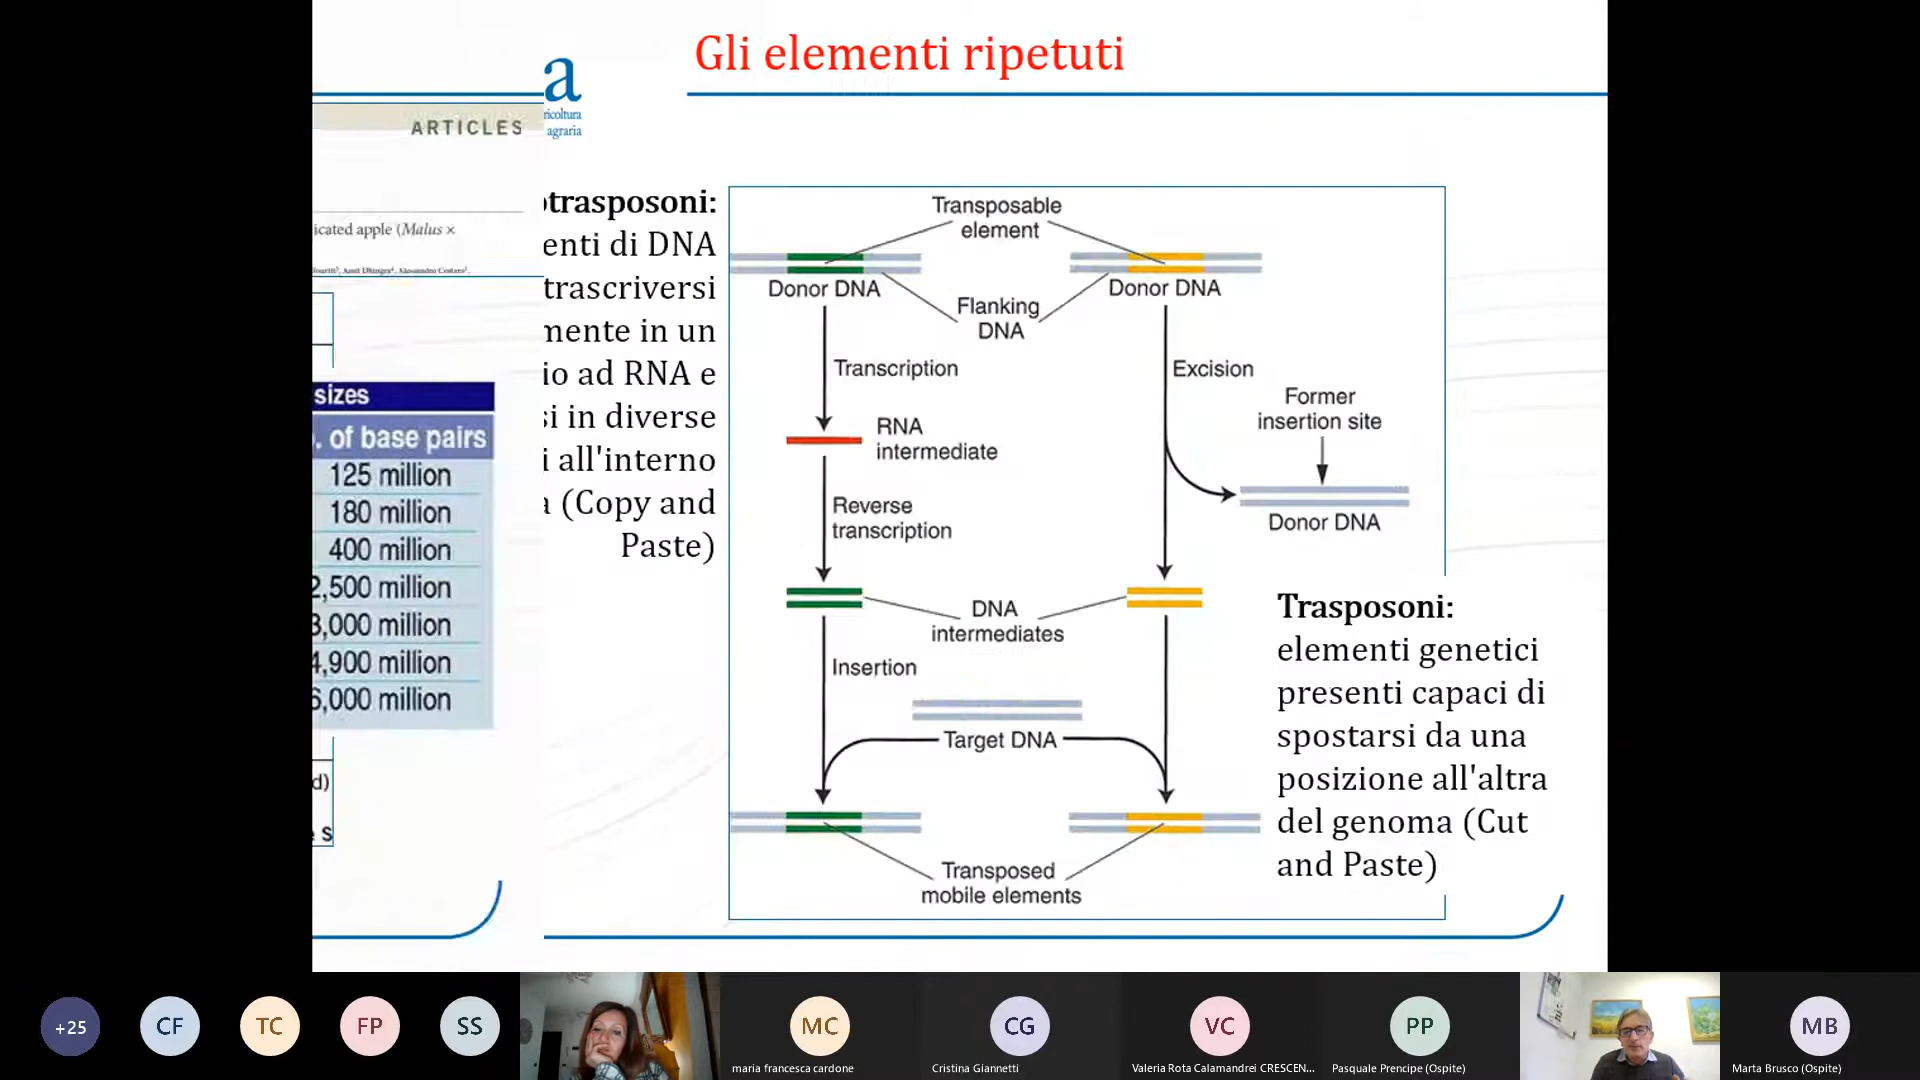 Gli elementi ripetuti
a
ricoltura
agraria
ARTICLES
icated apple (Malus ×
sizes
. of base pairs
125 million
180 million
400 million
2,500 million
3,000 million
4,900 million
6,000 million
d)
s
trasposoni:
enti di DNA
trascriversi
mente in un
io ad RNA e
si in diverse
i all'interno
a (Copy and
Paste)
Transposable
element
Donor DNA
Donor DNA
Flanking
DNA
Transcription
Excision
Former
insertion site
RNA
intermediate
Donor DNA
Reverse
transcription
DNA
intermediates
Insertion
Target DNA
Transposed
mobile elements
Trasposoni:
elementi genetici
presenti capaci di
spostarsi da una
posizione all'altra
del genoma (Cut
and Paste)
+25
CF
TC
FP
SS
MC
maria francesca cardone
CG
Cristina Giannetti
VC
Valeria Rota Calamandrei CRESCEN...
PP
Pasquale Prencipe (Ospite)
MB
Marta Brusco (Ospite)